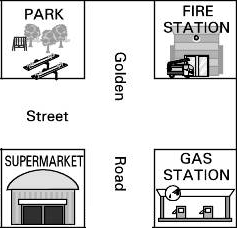 PARK
FIRE
STATION
Golden
Street
Road
SUPERMARKET
GAS
STATION